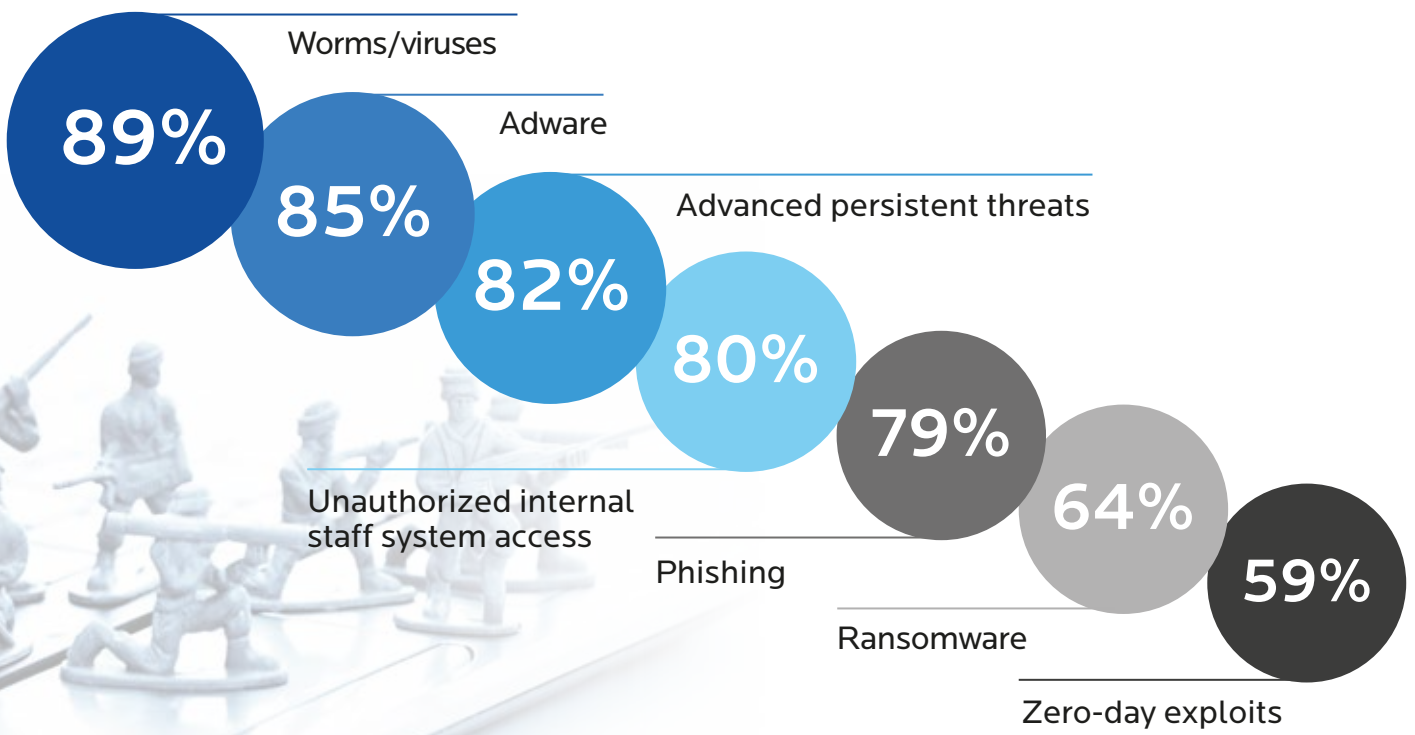 Worms/viruses
89%
Adware
85%
Advanced persistent threats
82%
80%
Unauthorized internal
staff system access
79%
Phishing
64%
Ransomware
59%
Zero-day exploits